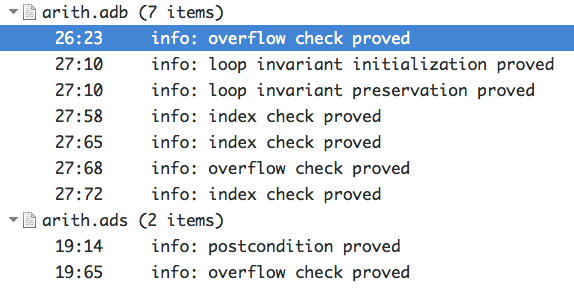 arith.adb (7 items)
26:23 info: overflow check proved
27:10 info: loop invariant initialization proved
27:10 info: loop invariant preservation proved
27:58 info: index check proved
27:65 info: index check proved
27:68 info: overflow check proved
27:72 info: index check proved
arith.ads (2 items)
19:14 info: postcondition proved
19:65 info: overflow check proved